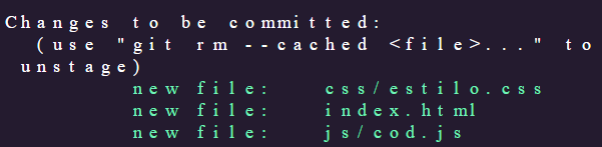 Changes to be committed:
(use "git rm --cached <file>..." to
unstage)
new file: css/estilo.css
new file: index.html
new file: js/cod.js